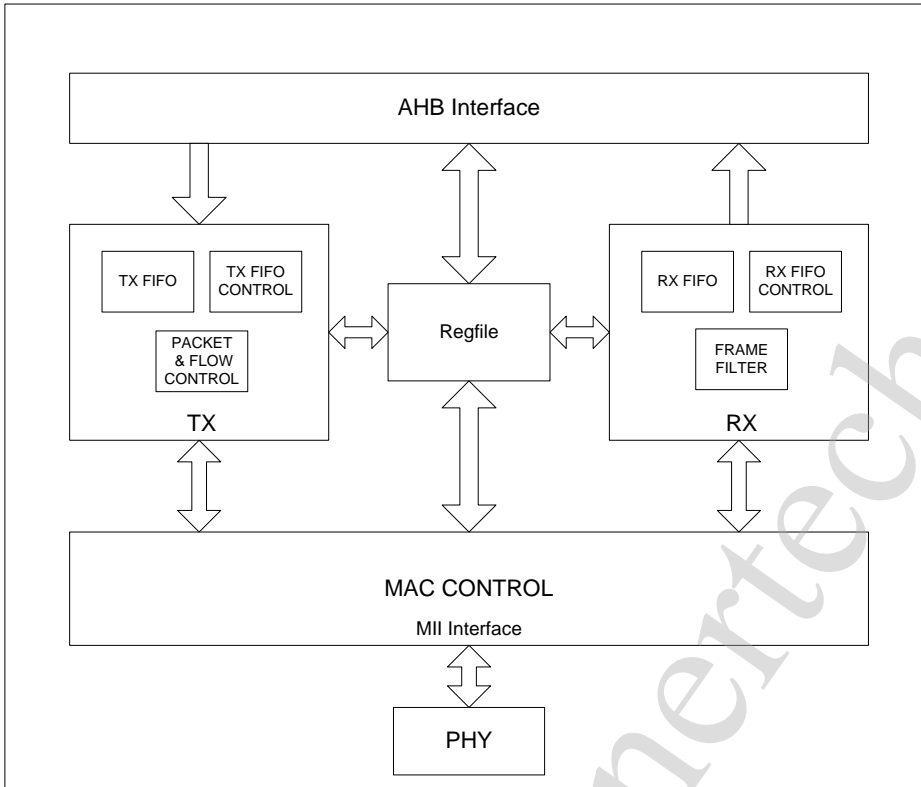 AHB Interface
TX FIFO
TX FIFO
CONTROL
PACKET
& FLOW
CONTROL
TX
Regfile
RX FIFO
RX FIFO
CONTROL
FRAME
FILTER
RX
MAC CONTROL
MII Interface
PHY
nertech